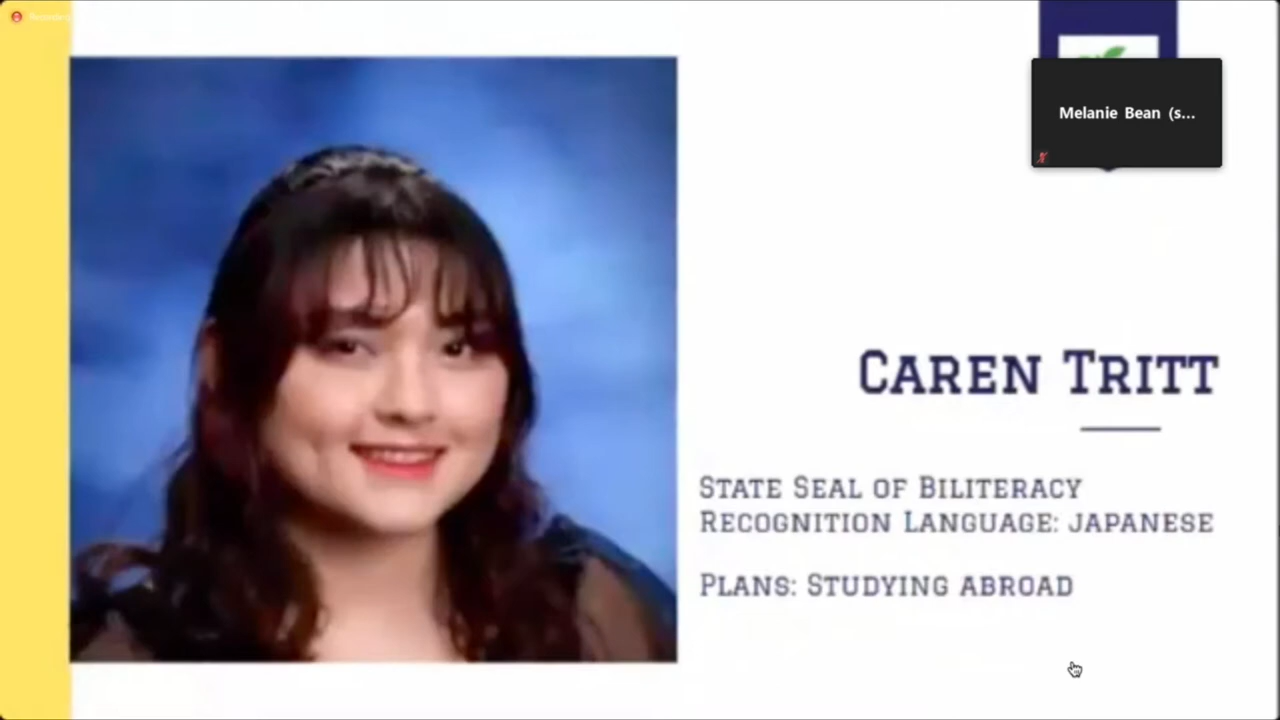 Melanie Bean (s...
CAREN TRITT
STATE SEAL OF BILITERACY
RECOGNITION LANGUAGE: JAPANESE
PLANS: STUDYING ABROAD